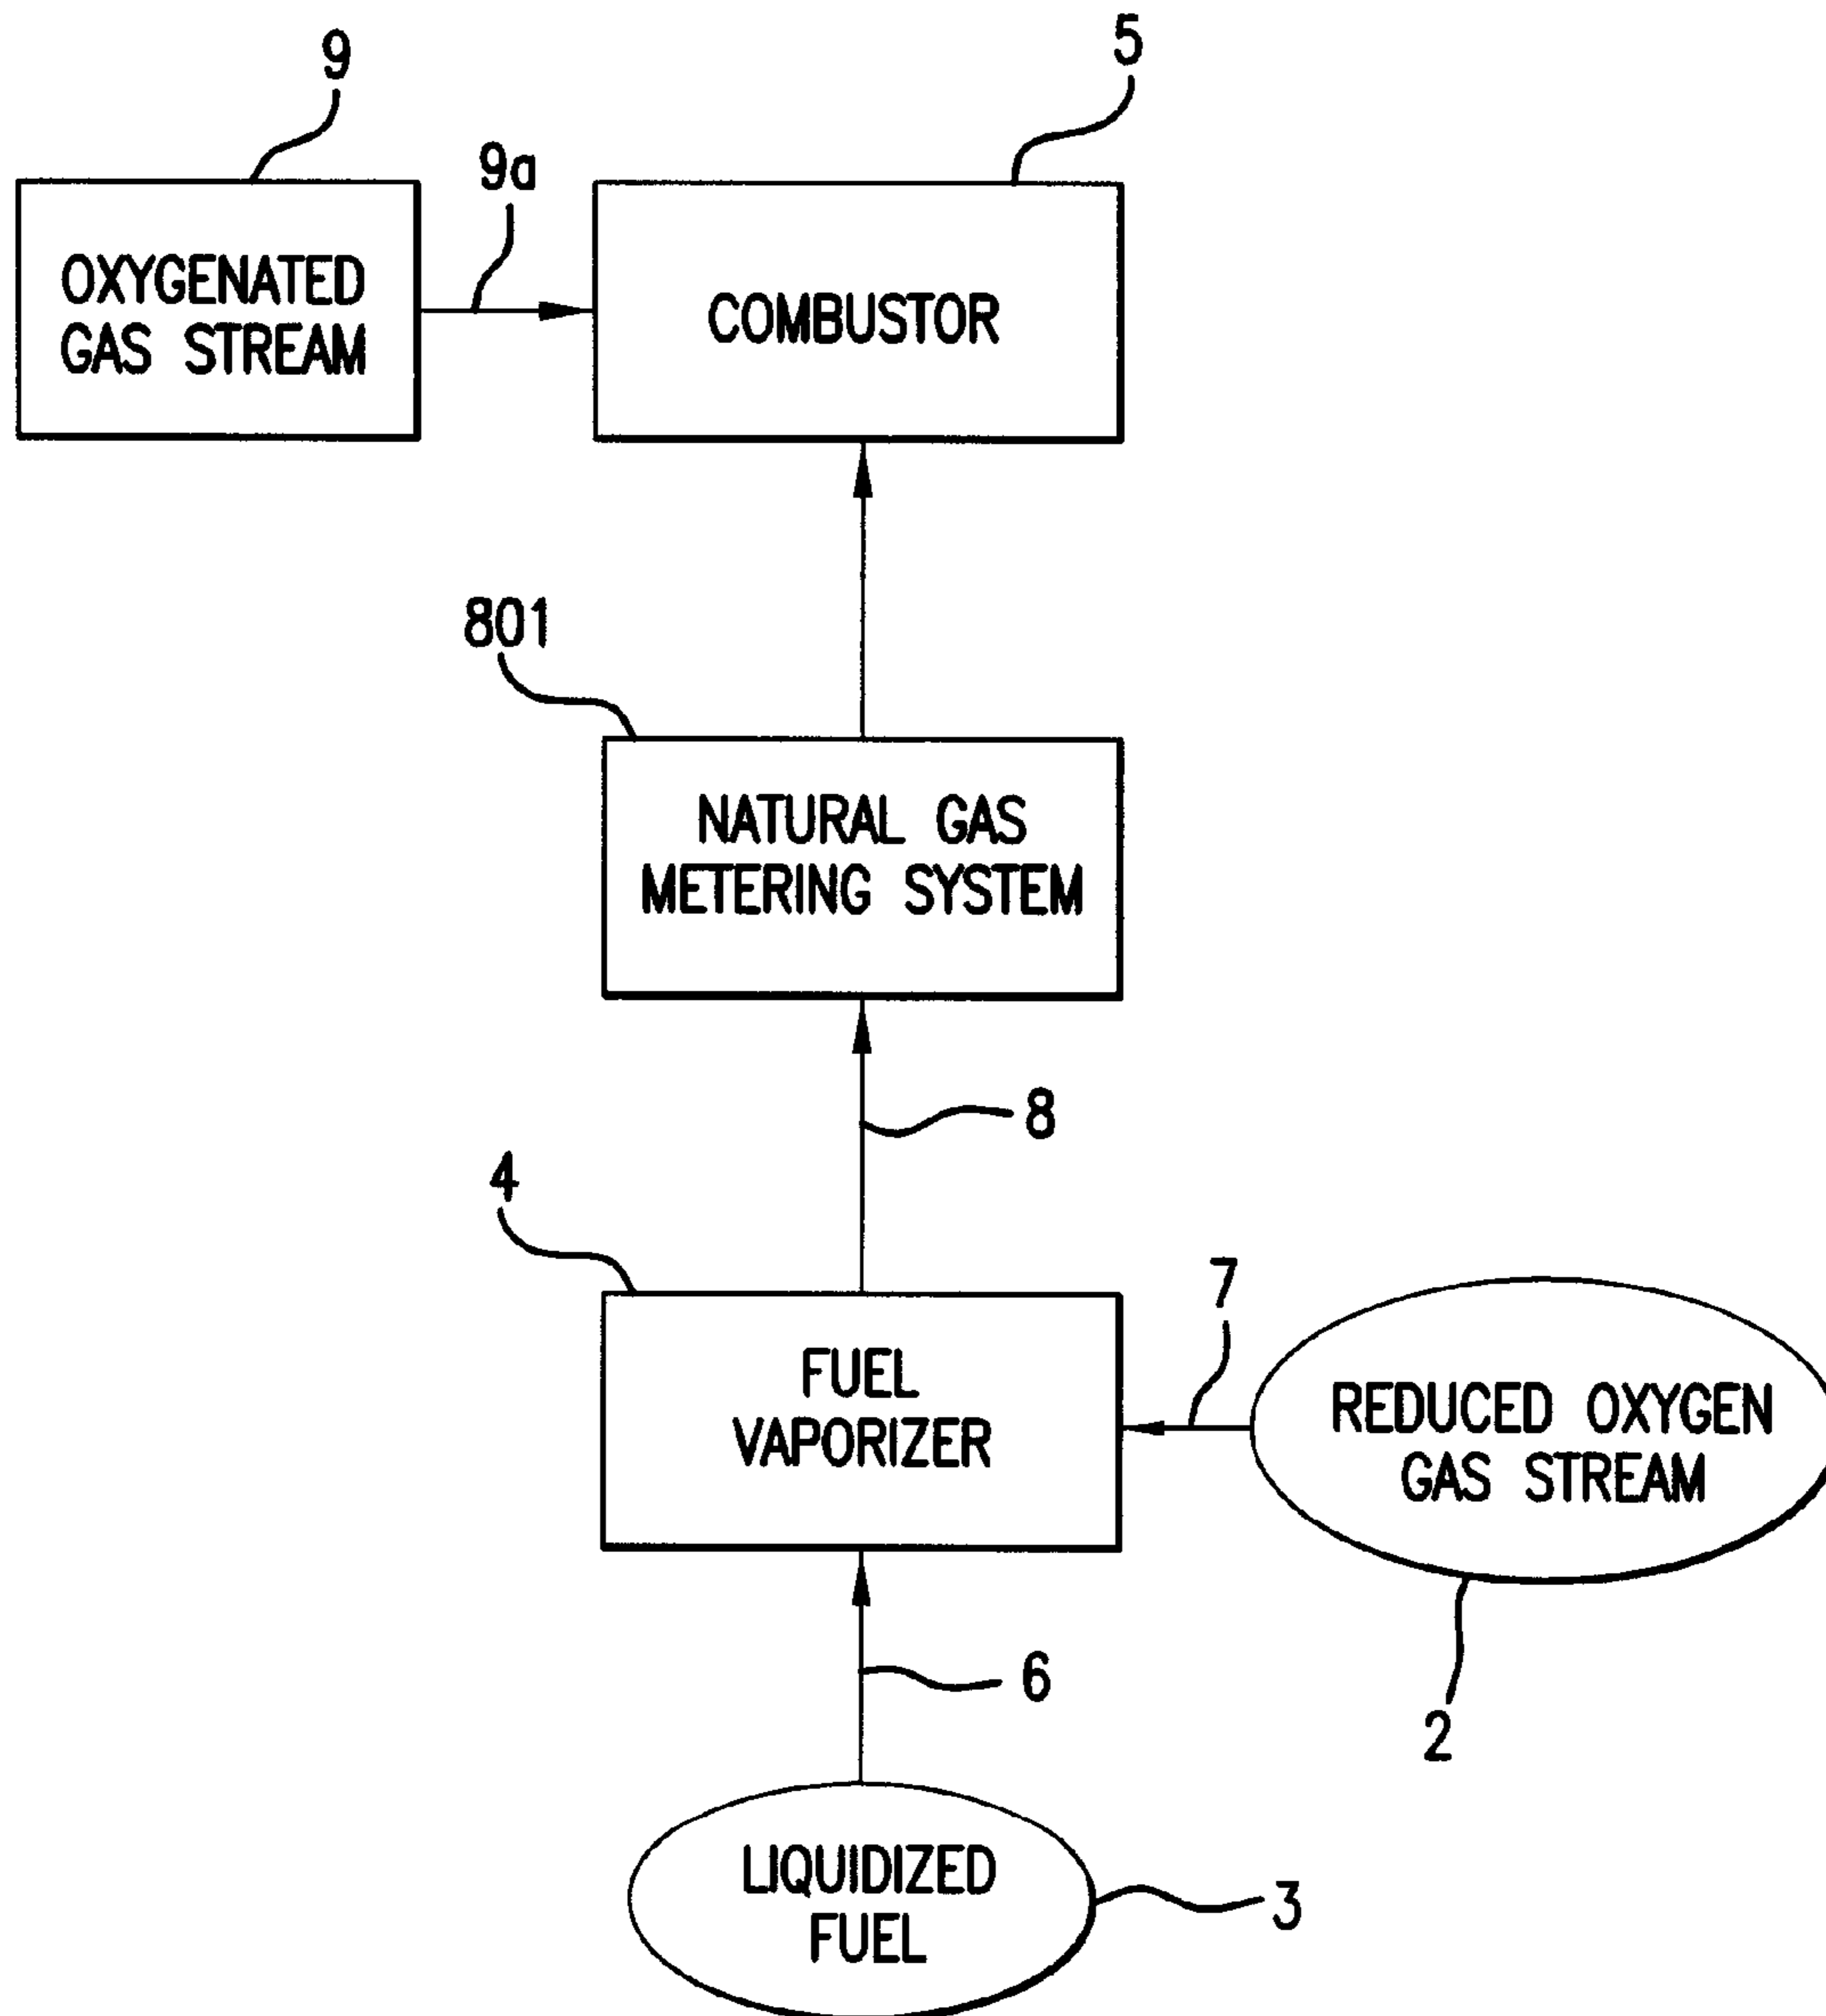 9
5
9a
OXYGENATED
GAS STREAM
COMBUSTOR
801
NATURAL GAS
METERING SYSTEM
8
4
7
FUEL
VAPORIZER
REDUCED OXYGEN
GAS STREAM
6
2
LIQUIDIZED
FUEL
3